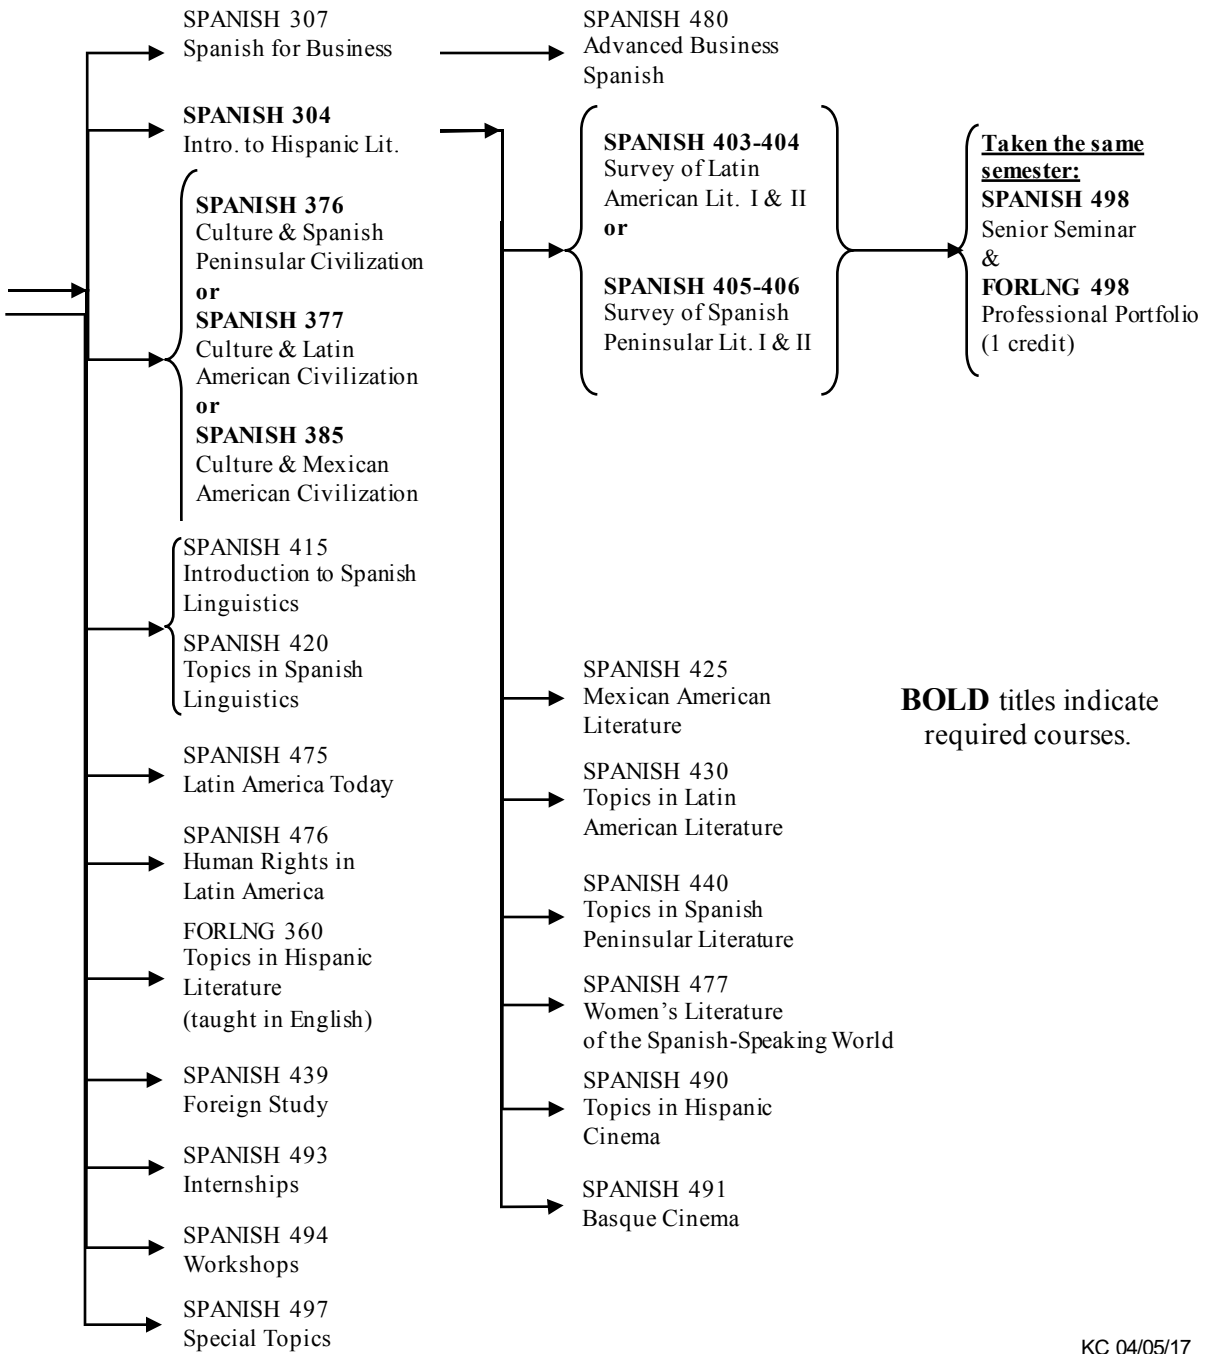 SPANISH 307
Spanish for Business
SPANISH 304
Intro. to Hispanic Lit.
SPANISH 376
Culture & Spanish
Peninsular Civilization
or
SPANISH 377
Culture & Latin
American Civilization
or
SPANISH 385
Culture & Mexican
American Civilization
SPANISH 415
Introduction to Spanish
Linguistics
SPANISH 420
Topics in Spanish
Linguistics
SPANISH 475
Latin America Today
SPANISH 476
Human Rights in
Latin America
FORLNG 360
Topics in Hispanic
Literature
(taught in English)
SPANISH 439
Foreign Study
SPANISH 493
Internships
SPANISH 494
Workshops
SPANISH 497
Special Topics
SPANISH 480
Advanced Business
Spanish
SPANISH 403-404
Survey of Latin
American Lit. I & II
or
SPANISH 405-406
Survey of Spanish
Peninsular Lit. I & II
SPANISH 425
Mexican American
Literature
SPANISH 430
Topics in Latin
American Literature
SPANISH 440
Topics in Spanish
Peninsular Literature
SPANISH 477
Women’s Literature
of the Spanish-Speaking World
SPANISH 490
Topics in Hispanic
Cinema
SPANISH 491
Basque Cinema
Taken the same
semester:
SPANISH 498
Senior Seminar
&
FORLNG 498
Professional Portfolio
(1 credit)
BOLD titles indicate
required courses.
KC 04/05/17